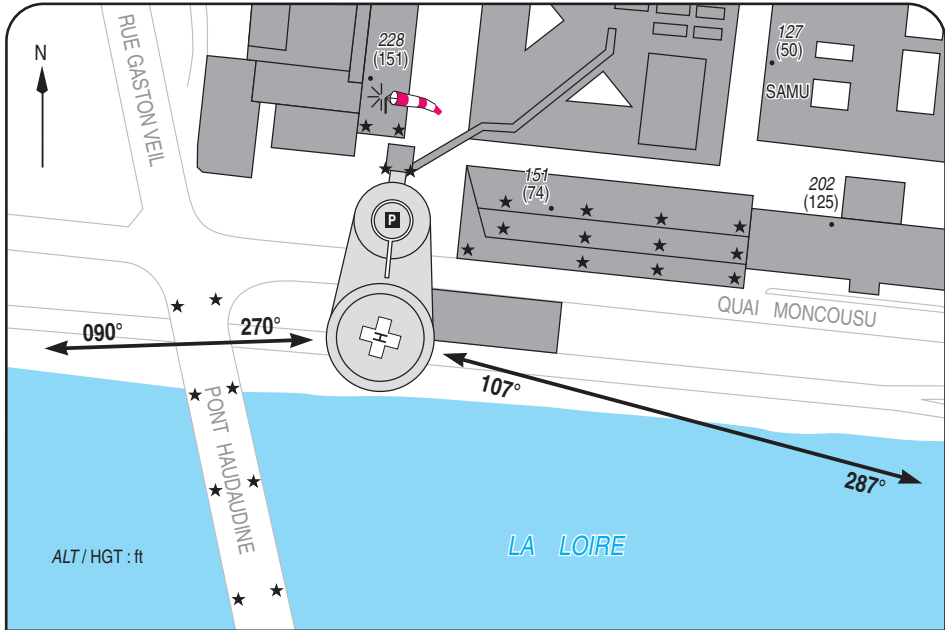 RUE GASTON VEIL
N
228
(151)
127
(50)
SAMU
151
(74)
202
(125)
P
QUAI MONCOUSU
090°
270°
H
107°
287°
PONT HAUDAUDINE
LA LOIRE
ALT / HGT : ft